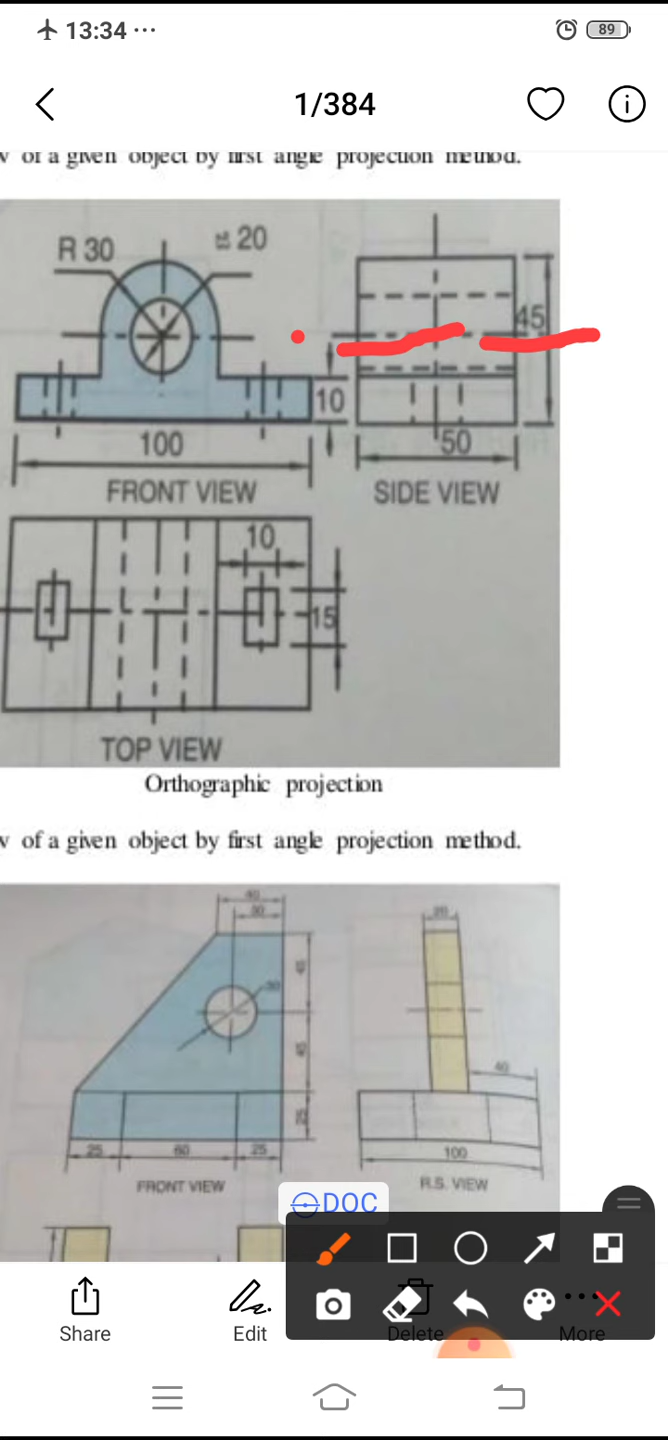 13:34 ...
89
1/384
of a given object by first angle projection method.
R 30
20
45
10
100
50
FRONT VIEW
SIDE VIEW
10
15
TOP VIEW
Orthographic projection
of a given object by first angle projection method.
40
30
20
45
30
45
40
25
25
60
25
100
FRONT VIEW
R.S. VIEW
DOC
Share
Edit
Delete
More